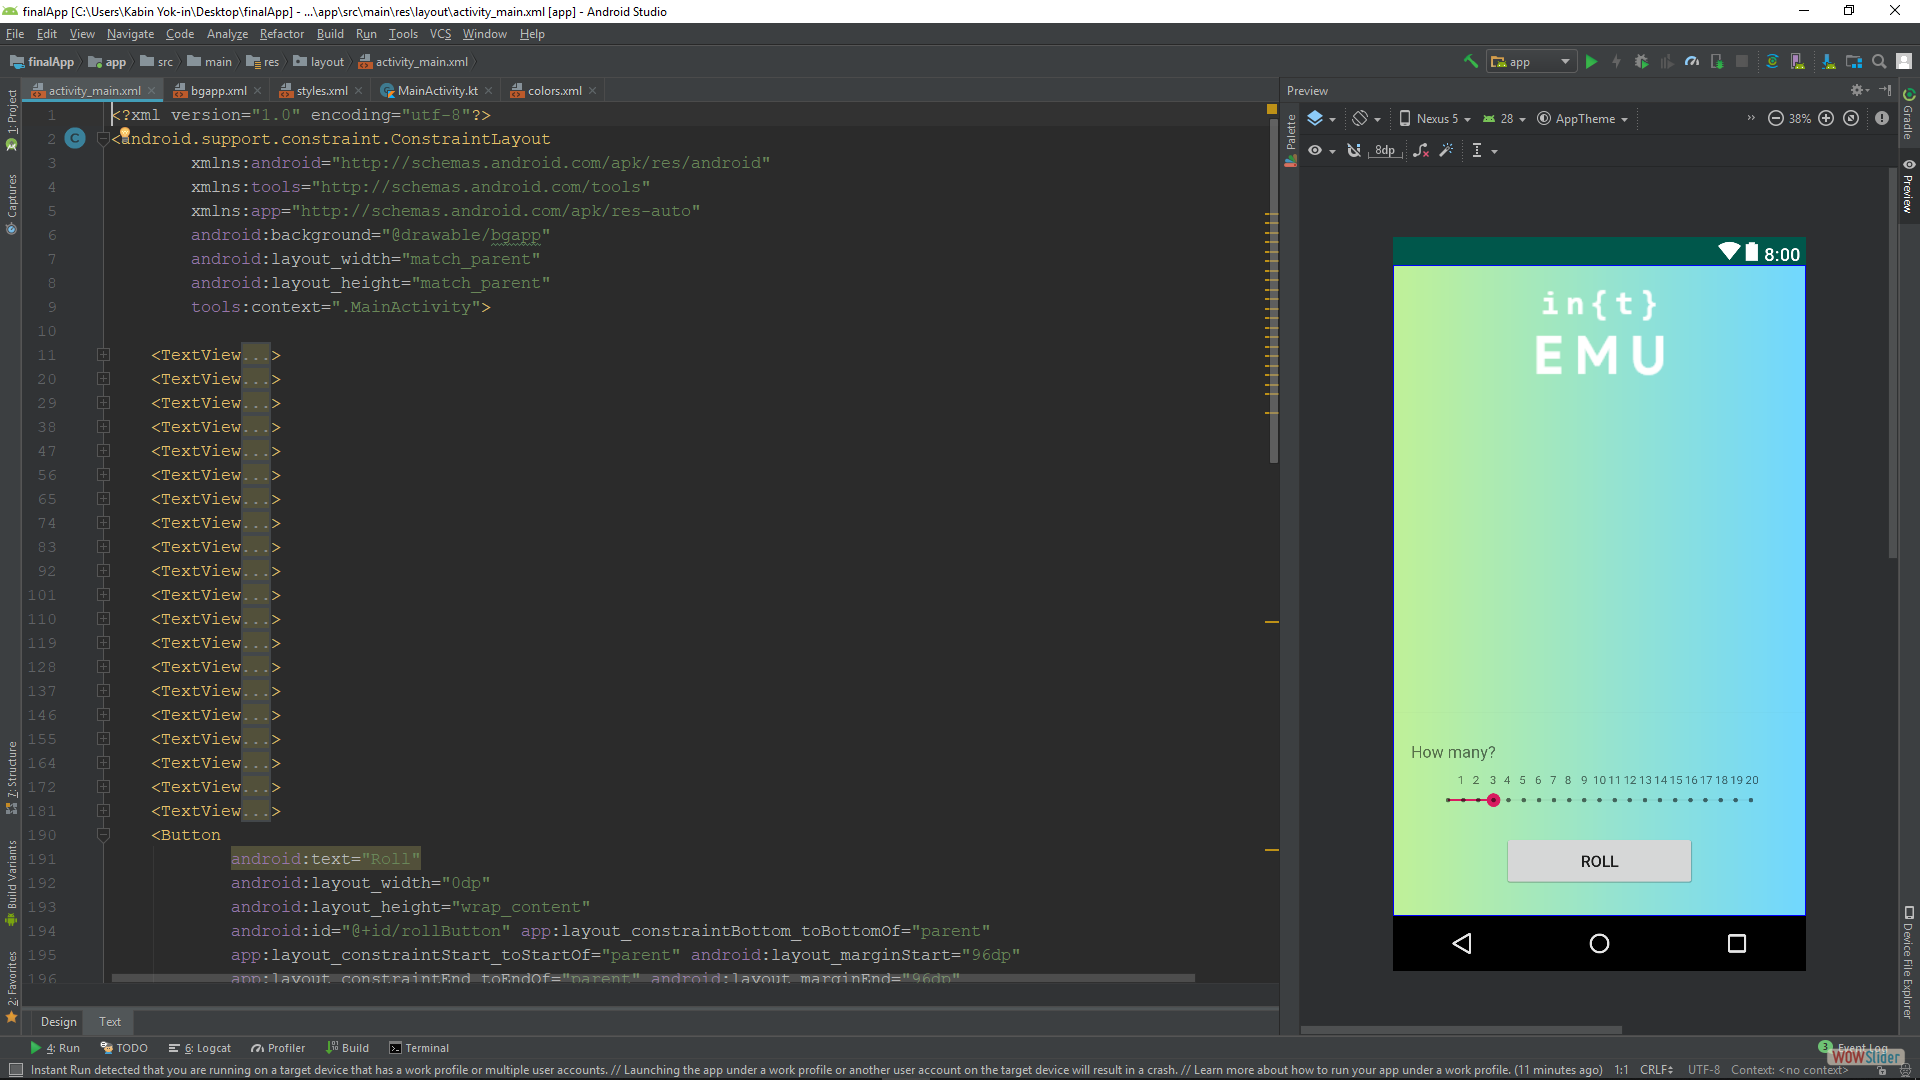 finalApp [C:\Users\Kabin Yok-in\Desktop\finalApp] - ...\app\src\main\res\layout\activity_main.xml [app] - Android Studio
File Edit View Navigate Code Analyze Refactor Build Run Tools VCS Window Help
finalApp app src main res layout activity_main.xml app
activity_main.xml bgapp.xml styles.xml MainActivity.kt colors.xml Preview
1 <?xml version="1.0" encoding="utf-8"?>
2 <android.support.constraint.ConstraintLayout
3 xmlns:android="http://schemas.android.com/apk/res/android"
4 xmlns:tools="http://schemas.android.com/tools"
5 xmlns:app="http://schemas.android.com/apk/res-auto"
6 android:background="@drawable/bgapp"
7 android:layout_width="match_parent"
8 android:layout_height="match_parent"
9 tools:context=".MainActivity">
10
11 <TextView...>
20 <TextView...>
29 <TextView...>
38 <TextView...>
47 <TextView...>
56 <TextView...>
65 <TextView...>
74 <TextView...>
83 <TextView...>
92 <TextView...>
101 <TextView...>
110 <TextView...>
119 <TextView...>
128 <TextView...>
137 <TextView...>
146 <TextView...>
155 <TextView...>
164 <TextView...>
172 <TextView...>
181 <TextView...>
190 <Button
191 android:text="Roll"
192 android:layout_width="0dp"
193 android:layout_height="wrap_content"
194 android:id="@+id/rollButton" app:layout_constraintBottom_toBottomOf="parent"
195 app:layout_constraintStart_toStartOf="parent" android:layout_marginStart="96dp"
196 app:layout_constraintEnd_toEndOf="parent" android:layout_marginEnd="96dp"
1: Project
Captures
7: Structure
Build Variants
2: Favorites
Palette
Nexus 5 28 AppTheme 38%
8dp
8:00
in{t}
EMU
How many?
1 2 3 4 5 6 7 8 9 10 11 12 13 14 15 16 17 18 19 20
ROLL
Gradle
Preview
Device File Explorer
Design Text
4: Run TODO 6: Logcat Profiler Build Terminal 3 Event Log
WOWSlider
Instant Run detected that you are running on a target device that has a work profile or multiple user accounts. // Launching the app under a work profile or another user account on the target device will result in a crash. // Learn more about how to run your app under a work profile. (11 minutes ago) 1:1 CRLF UTF-8 Context: <no context>